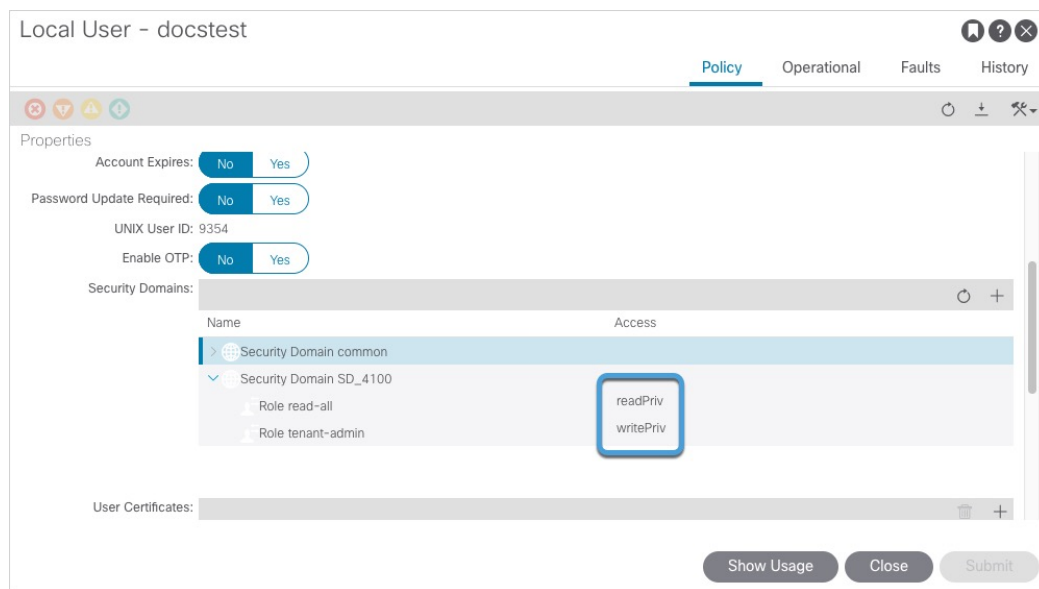 Local User - docstest
Policy Operational Faults History
Properties
Account Expires: No Yes
Password Update Required: No Yes
UNIX User ID: 9354
Enable OTP: No Yes
Security Domains:
Name Access
Security Domain common
Security Domain SD_4100
Role read-all readPriv
Role tenant-admin writePriv
User Certificates:
Show Usage Close Submit